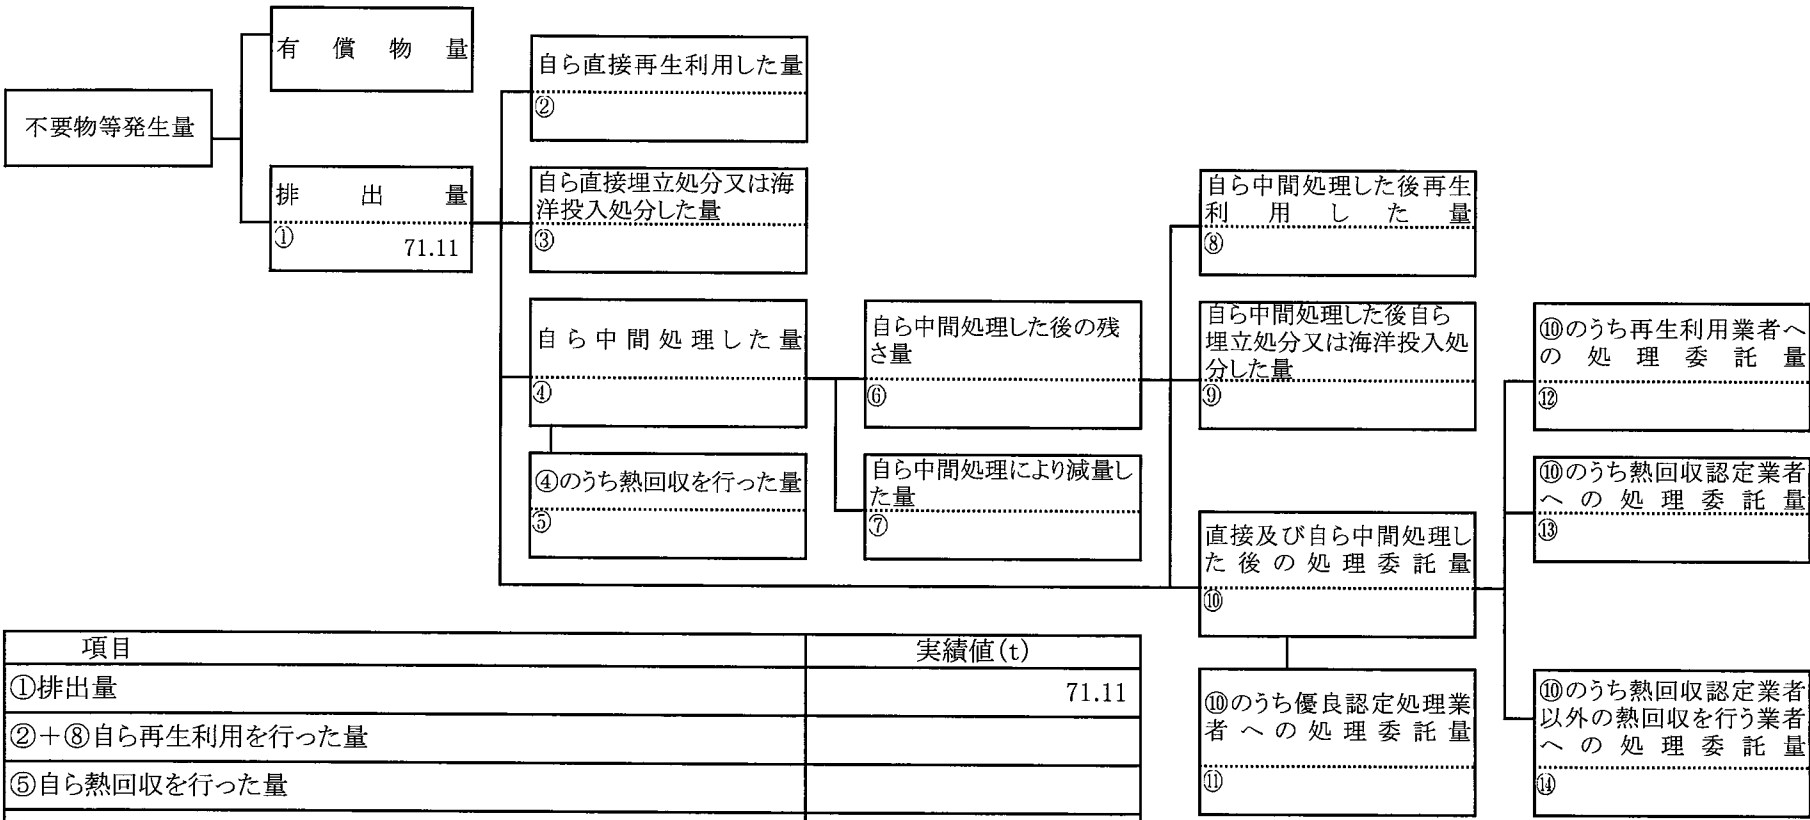 不要物等発生量
有償物量
排出量
①
71.11
自ら直接再生利用した量
②
自ら直接埋立処分又は海
洋投入処分した量
③
自ら中間処理した量
④
④のうち熱回収を行った量
⑤
自ら中間処理した後の残
さ量
⑥
自ら中間処理により減量し
た量
⑦
自ら中間処理した後再生
利用した量
⑧
自ら中間処理した後自ら
埋立処分又は海洋投入処
分した量
⑨
直接及び自ら中間処理し
た後の処理委託量
⑩
⑩のうち優良認定処理業
者への処理委託量
⑪
⑩のうち再生利用業者へ
の処理委託量
⑫
⑩のうち熱回収認定業者
への処理委託量
⑬
⑩のうち熱回収認定業者
以外の熱回収を行う業者
への処理委託量
⑭
項目 実績値(t)
①排出量 71.11
②+⑧自ら再生利用を行った量
⑤自ら熱回収を行った量